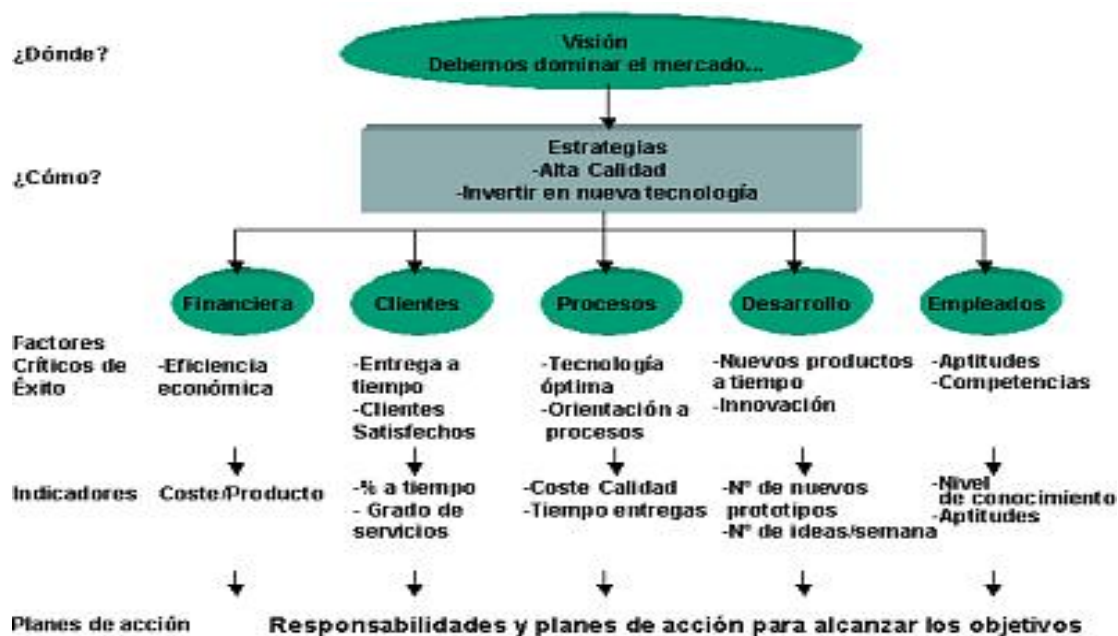 ¿Dónde?
Visión
Debemos dominar el mercado...
¿Cómo?
Estrategias
-Alta Calidad
-Invertir en nueva tecnología
Financiera
Clientes
Procesos
Desarrollo
Empleados
Factores
Críticos de
Éxito
-Eficiencia
económica
-Entrega a
tiempo
-Clientes
Satisfechos
-Tecnología
óptima
-Orientación a
procesos
-Nuevos productos
a tiempo
-Innovación
-Aptitudes
-Competencias
Indicadores
Coste/Producto
-% a tiempo
- Grado de
servicios
-Coste Calidad
-Tiempo entregas
-Nº de nuevos
prototipos
-Nº de ideas/semana
-Nivel
de conocimiento
-Aptitudes
Planes de acción
Responsabilidades y planes de acción para alcanzar los objetivos